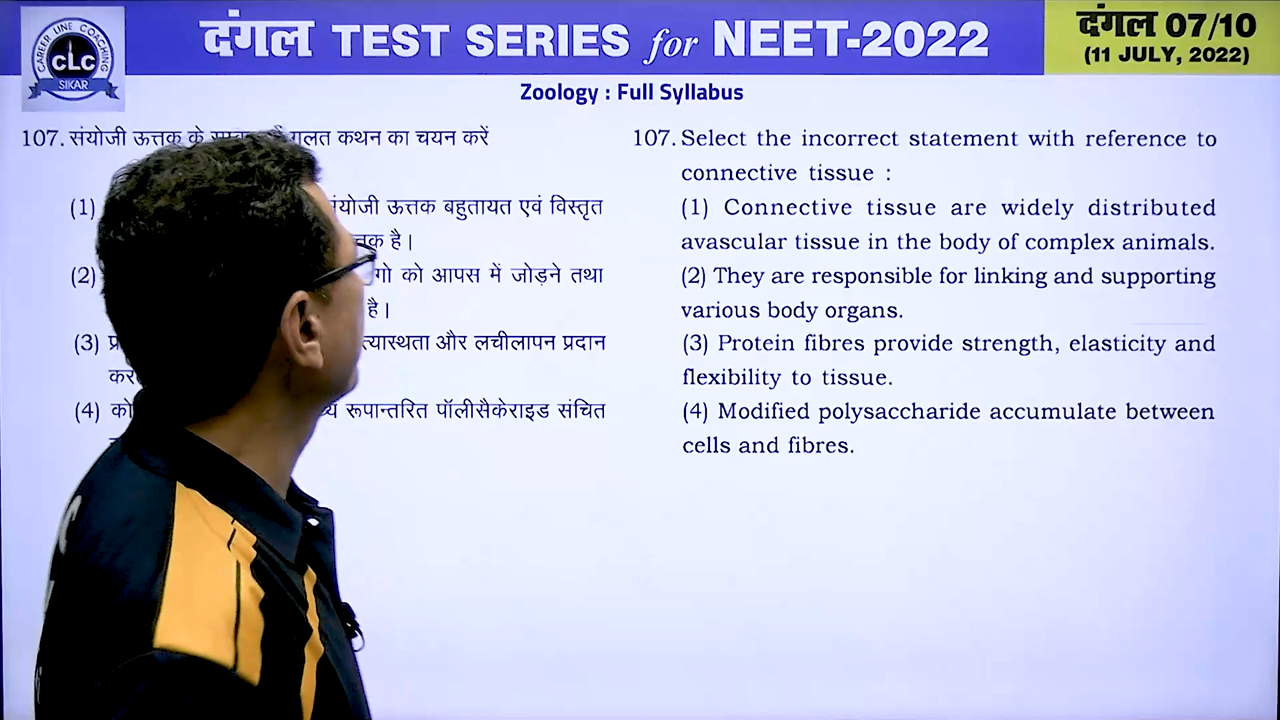 CAREER LINE COACHING
CLC
SIKAR
दंगल TEST SERIES for NEET-2022
दंगल 07/10
(11 JULY, 2022)
Zoology : Full Syllabus
107. संयोजी ऊत्तक के गलत कथन का चयन करें
(1) संयोजी ऊत्तक बहुतायत एवं विस्तृत
है।
(2) को आपस में जोड़ने तथा
है।
(3) और लचीलापन प्रदान
(4) रूपान्तरित पॉलीसैकेराइड संचित
107. Select the incorrect statement with reference to
connective tissue :
(1) Connective tissue are widely distributed
avascular tissue in the body of complex animals.
(2) They are responsible for linking and supporting
various body organs.
(3) Protein fibres provide strength, elasticity and
flexibility to tissue.
(4) Modified polysaccharide accumulate between
cells and fibres.